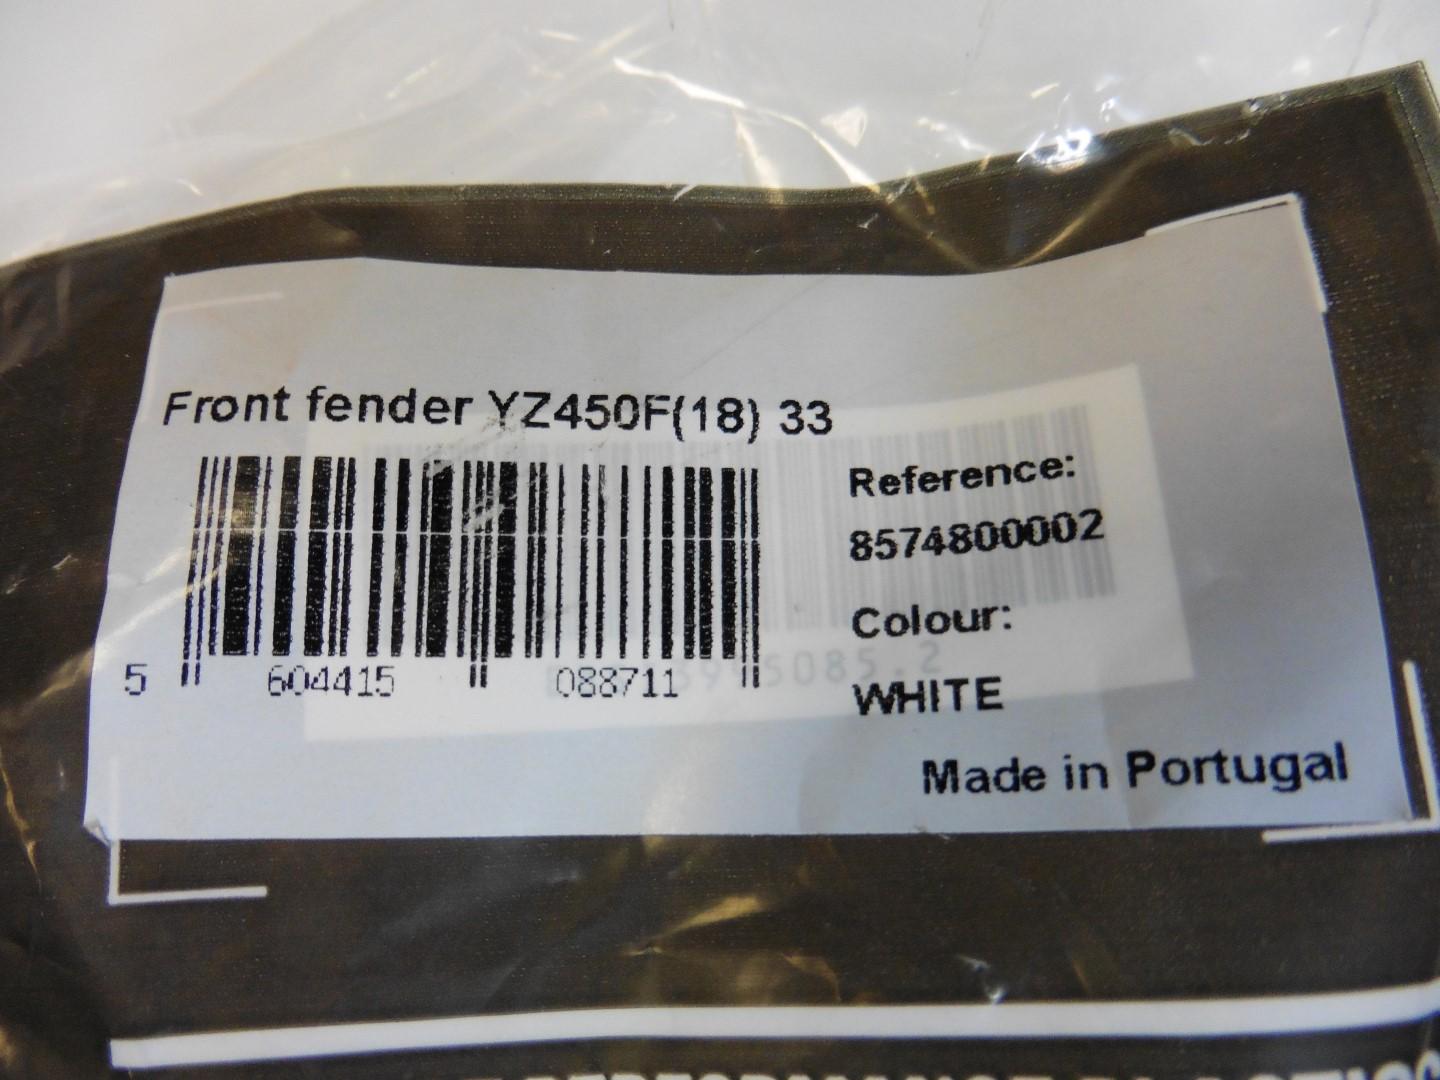 Front fender YZ450F(18) 33
Reference:
8574800002
Colour:
WHITE
5 604415 088711
Made in Portugal